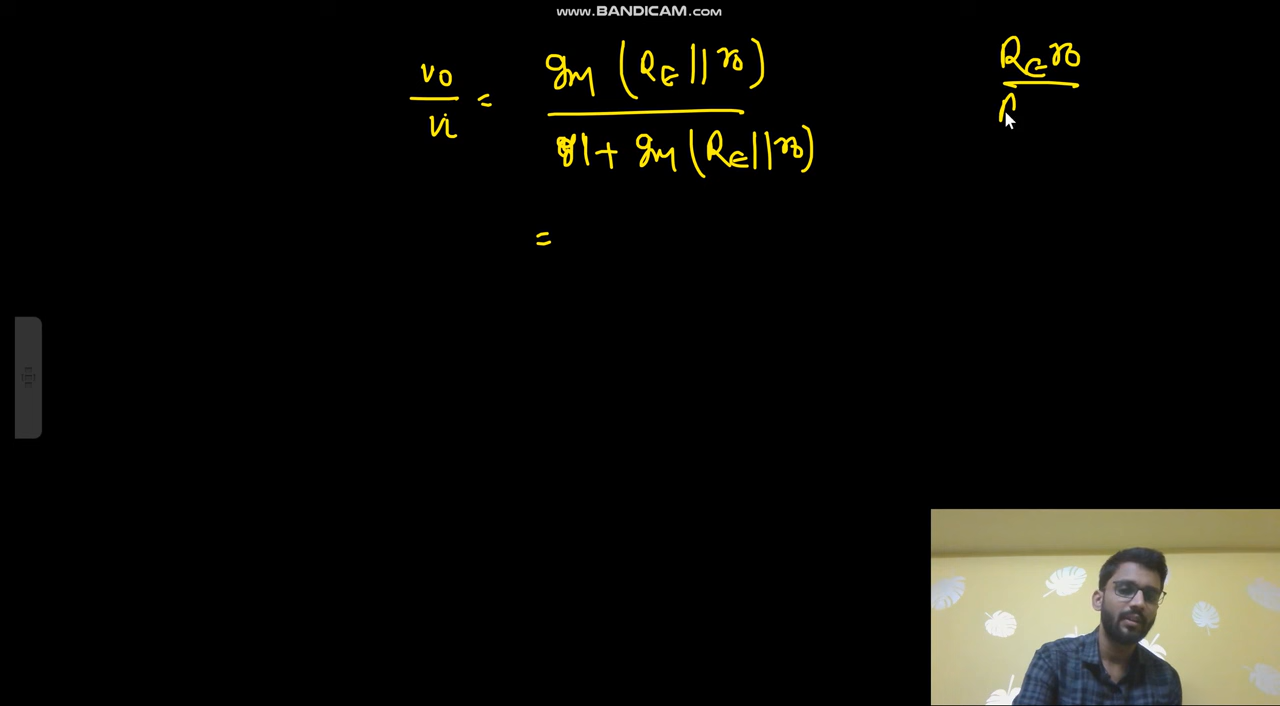 www.BANDICAM.com
vo/vi = gm (RE || ro) / 1 + gm (RE || ro)
=
RE ro / R